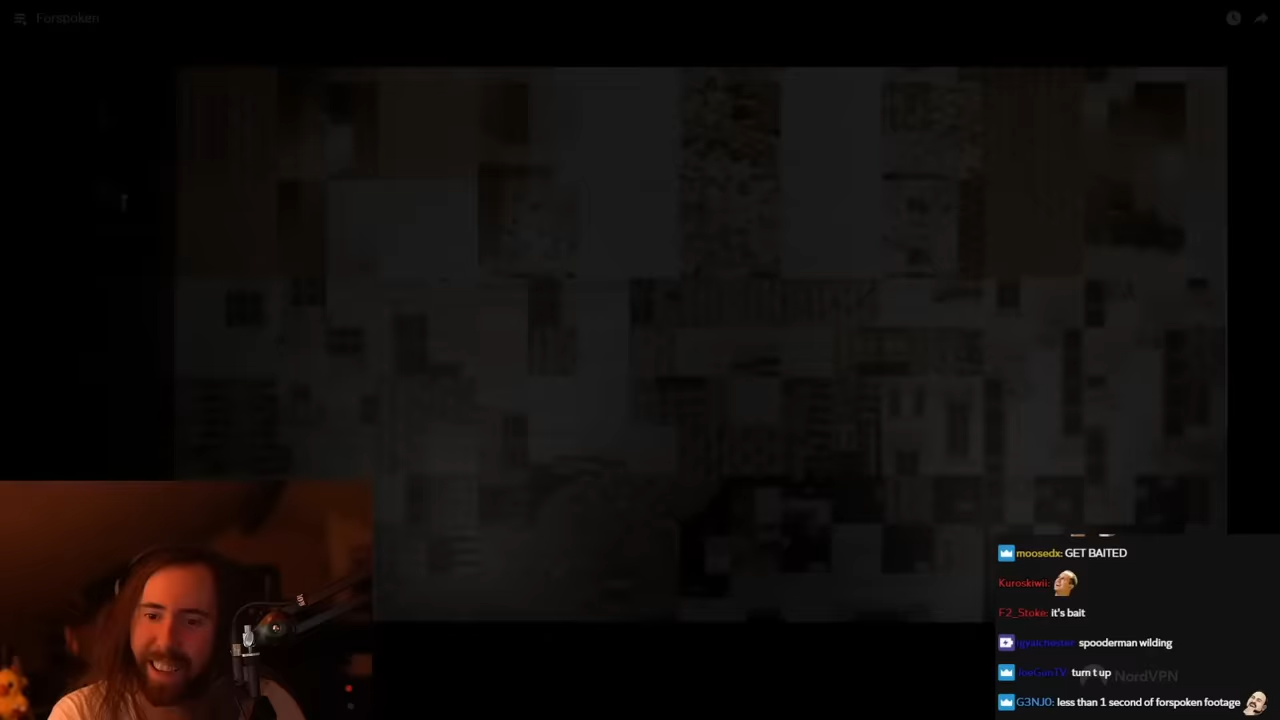 Forspoken
moosedx: GET BAITED
Kuroskiwii:
F2_Stoke: it's bait
spooderman wilding
JoeGunTV: turn t up
NordVPN
G3NJ0: less than 1 second of forspoken footage